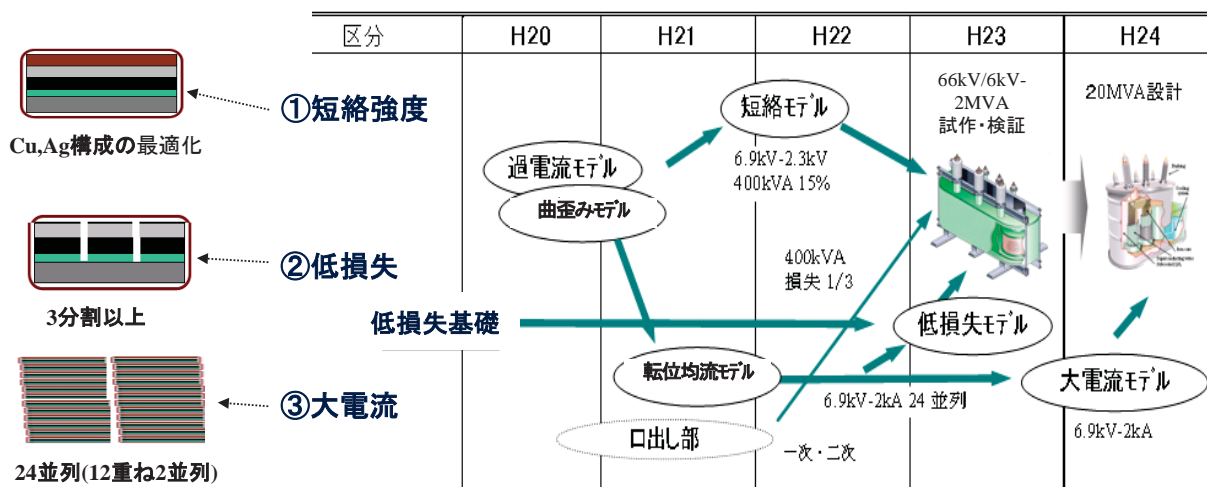 区分 H20 H21 H22 H23 H24
①短絡強度
Cu,Ag構成の最適化
②低損失
3分割以上
③大電流
24並列(12重ね2並列)
低損失基礎
過電流ﾓﾃﾞﾙ
曲歪みﾓﾃﾞﾙ
短絡ﾓﾃﾞﾙ
6.9kV-2.3kV
400kVA 15%
66kV/6kV-
2MVA
試作・検証
20MVA設計
400kVA
損失 1/3
低損失ﾓﾃﾞﾙ
転位均流ﾓﾃﾞﾙ
6.9kV-2kA 24 並列
大電流ﾓﾃﾞﾙ
6.9kV-2kA
口出し部
一次・二次